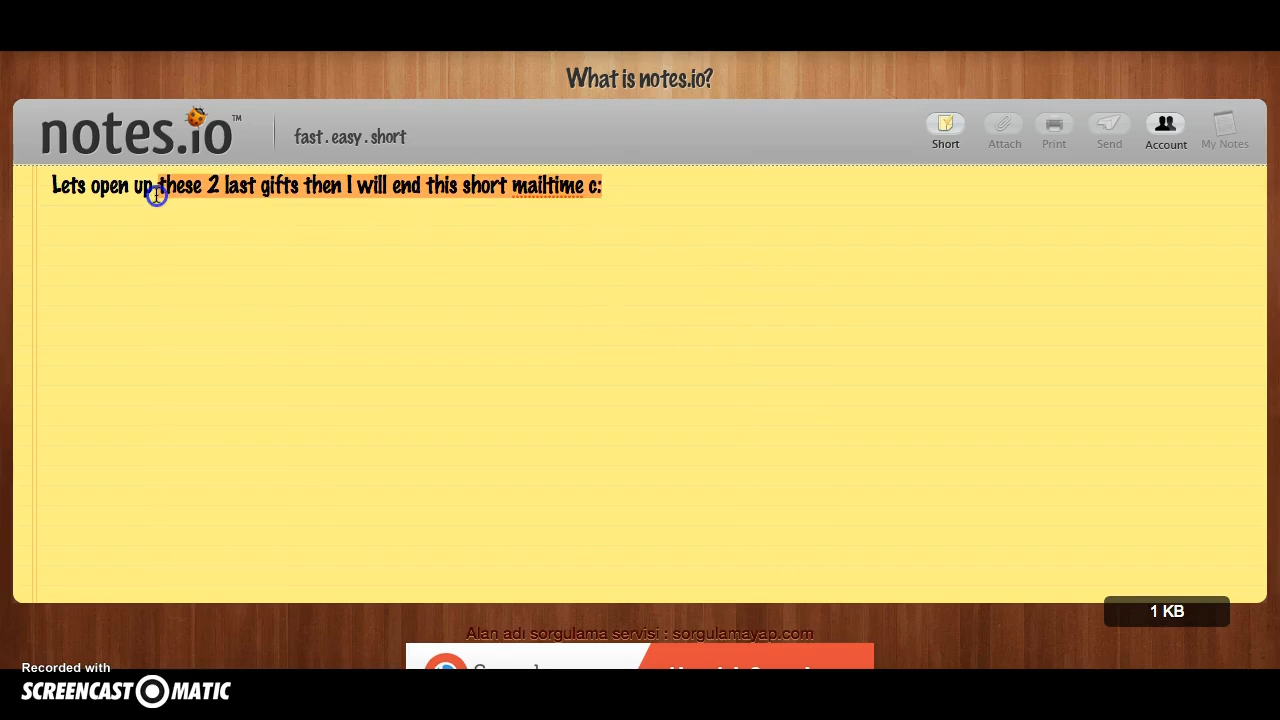 What is notes.io?
notes.io™
fast . easy . short
Short
Attach
Print
Send
Account
My Notes
Lets open up these 2 last gifts then I will end this short mailtime c:
1 KB
Alan adı sorgulama servisi : sorgulamayap.com
Recorded with
SCREENCAST-O-MATIC